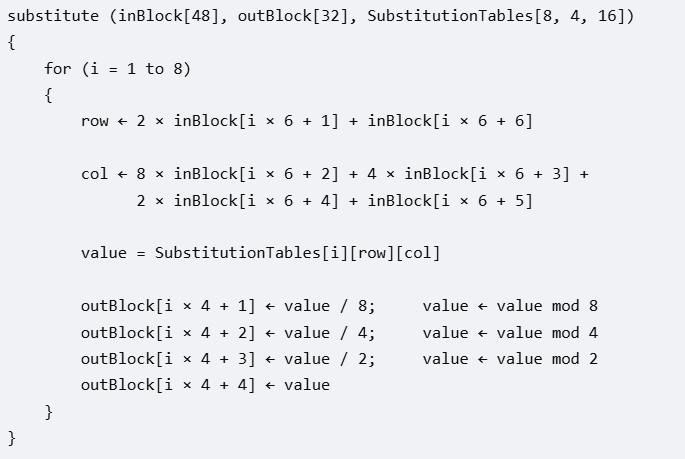 substitute (inBlock[48], outBlock[32], SubstitutionTables[8, 4, 16])
{
    for (i = 1 to 8)
    {
        row ← 2 × inBlock[i × 6 + 1] + inBlock[i × 6 + 6]
        col ← 8 × inBlock[i × 6 + 2] + 4 × inBlock[i × 6 + 3] +
              2 × inBlock[i × 6 + 4] + inBlock[i × 6 + 5]
        value = SubstitutionTables[i][row][col]
        outBlock[i × 4 + 1] ← value / 8;     value ← value mod 8
        outBlock[i × 4 + 2] ← value / 4;     value ← value mod 4
        outBlock[i × 4 + 3] ← value / 2;     value ← value mod 2
        outBlock[i × 4 + 4] ← value
    }
}